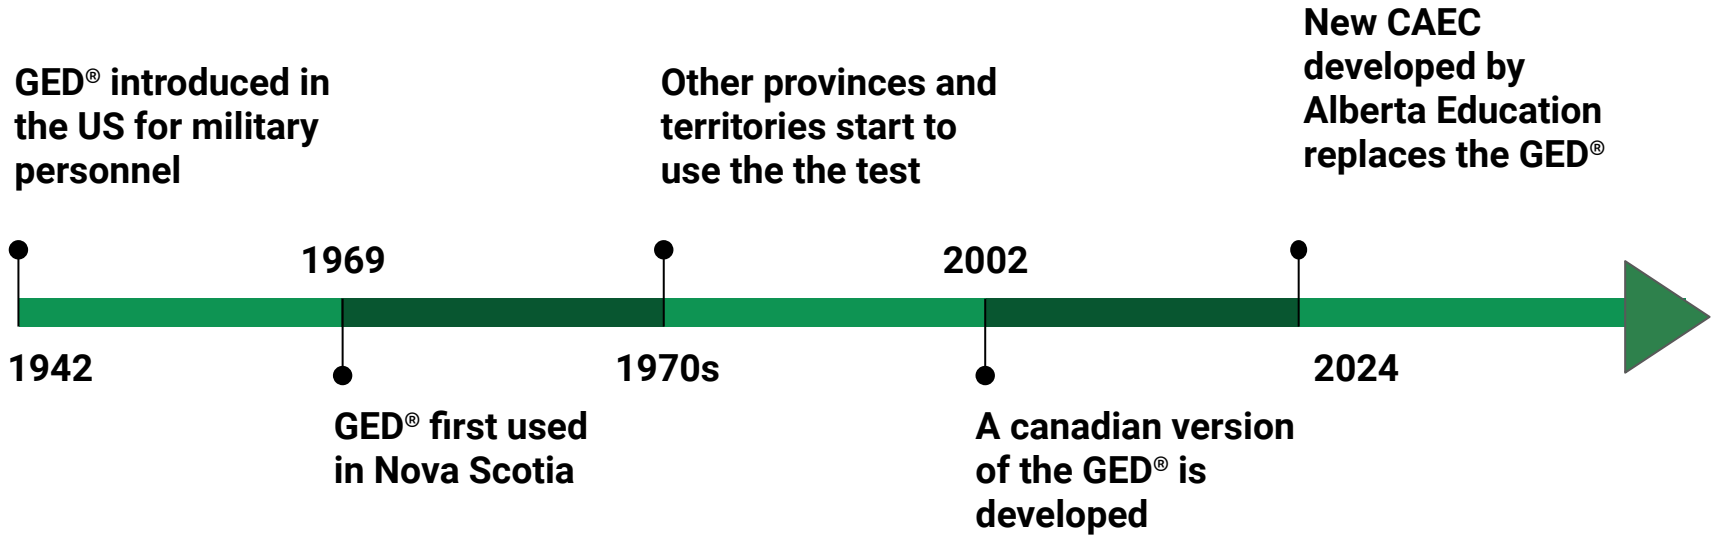 GED® introduced in
the US for military
personnel
1942
1969
GED® first used
in Nova Scotia
Other provinces and
territories start to
use the the test
1970s
2002
A canadian version
of the GED® is
developed
New CAEC
developed by
Alberta Education
replaces the GED®
2024